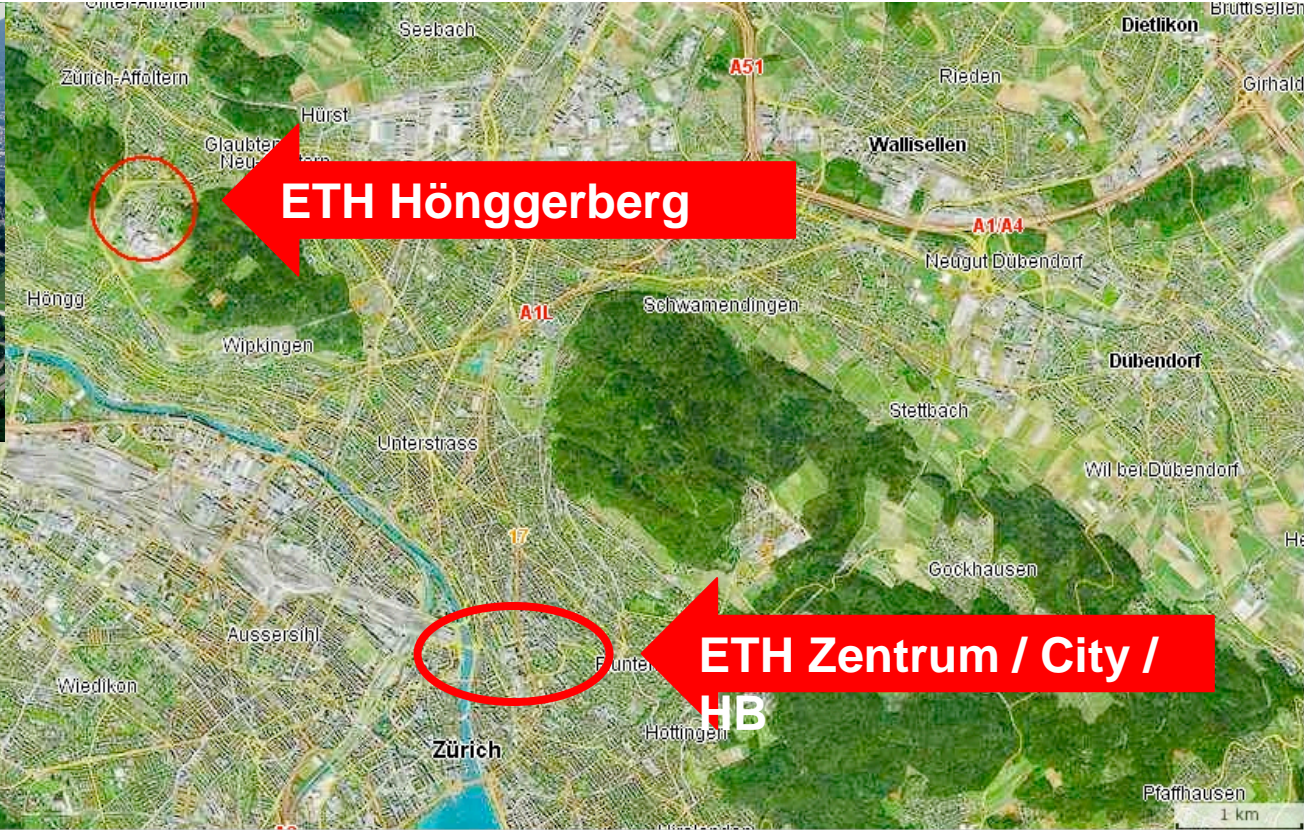 Seebach
Dietlikon
Zürich-Affoltern
A51
Rieden
Hürst
Wallisellen
ETH Hönggerberg
A1/A4
Neugut Dübendorf
Höngg
A1L
Schwamendingen
Wipkingen
Dübendorf
Stettbach
Unterstrass
Wil bei Dübendorf
17
Gockhausen
Aussersihl
ETH Zentrum / City /
HB
Wiedikon
Hottingen
Zürich
Pfaffhausen
1 km